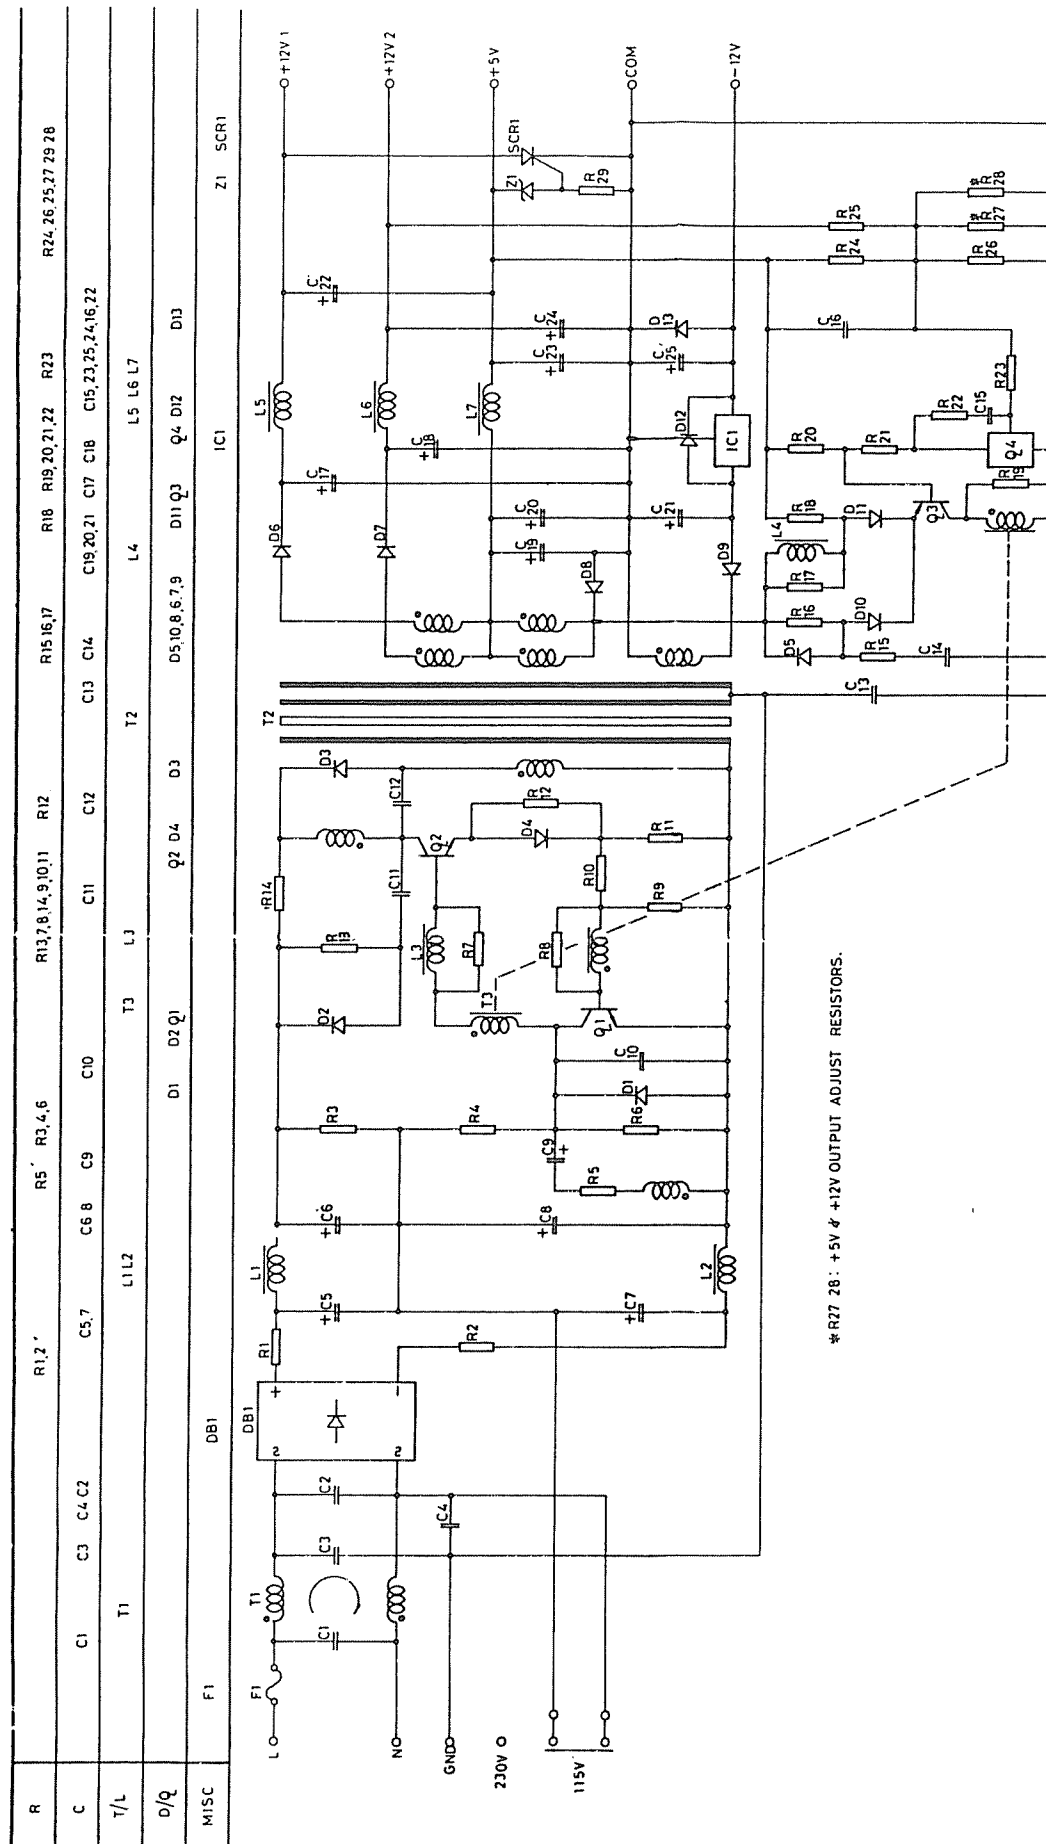 R R1,2 R5 R3,4,6 R13,7,8,14,9,10,11 R12 R15 16,17 R18 R19,20,21,22 R23 R24,26,25,27 29 28
C C1 C3 C4 C2 C5,7 C6 8 C9 C10 C11 C12 C13 C14 C19,20,21 C17 C18 C15,23,25,24,16,22
T/L T1 L1 L2 T3 L3 T2 L4 L5 L6 L7
D/Q D1 D2 Q1 Q2 D4 D3 D5,10,8,6,7,9 D11 Q3 Q4 D12 D13
MISC F1 DB1 IC1 Z1 SCR1
L F1 T1 DB1 R1 L1 D2 R13 R14 D3 T2 D6 L5 +12V 1
C1 C3 C2 C5 C6 R3 C11 C12 C17 C22
N L3 R7 Q2 D7 L6 C18 +12V 2
GND C4 R2 R4 T3 R8 R10 D4 R12 L7 +5V
230V
115V
C7 C8 C9 R5 R6 D1 C10 Q1 R9 R11
L2
C19 C20 C23 C24 Z1 SCR1 R29
D8 COM
C21 C25 D13 D12
D9 IC1 -12V
D5 R16 R17 L4 R18 R20 C16 R24 R25
R15 D10 D11 R21 R22 C15
C13 C14 Q3 R19 Q4 R23 R26 *R27 *R28
* R27 28: +5V & +12V OUTPUT ADJUST RESISTORS.